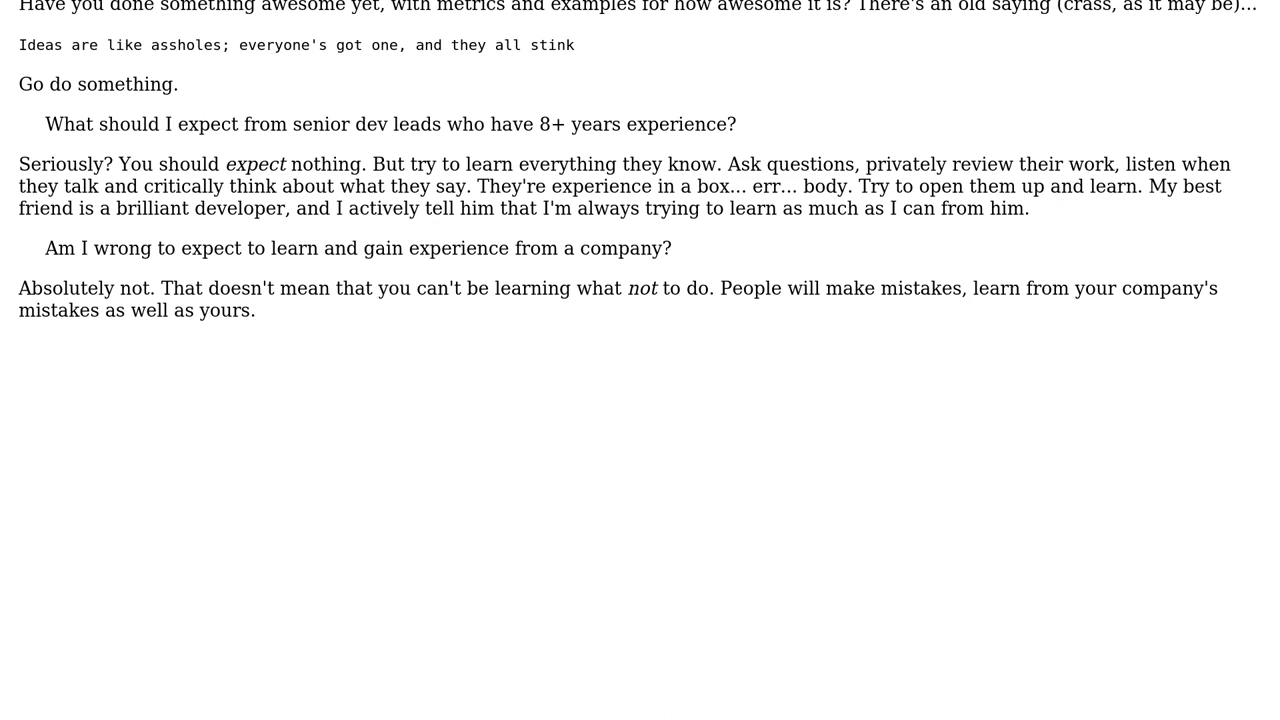 Have you done something awesome yet, with metrics and examples for how awesome it is? There's an old saying (crass, as it may be)...
Ideas are like assholes; everyone's got one, and they all stink
Go do something.
What should I expect from senior dev leads who have 8+ years experience?
Seriously? You should expect nothing. But try to learn everything they know. Ask questions, privately review their work, listen when
they talk and critically think about what they say. They're experience in a box... err... body. Try to open them up and learn. My best
friend is a brilliant developer, and I actively tell him that I'm always trying to learn as much as I can from him.
Am I wrong to expect to learn and gain experience from a company?
Absolutely not. That doesn't mean that you can't be learning what not to do. People will make mistakes, learn from your company's
mistakes as well as yours.